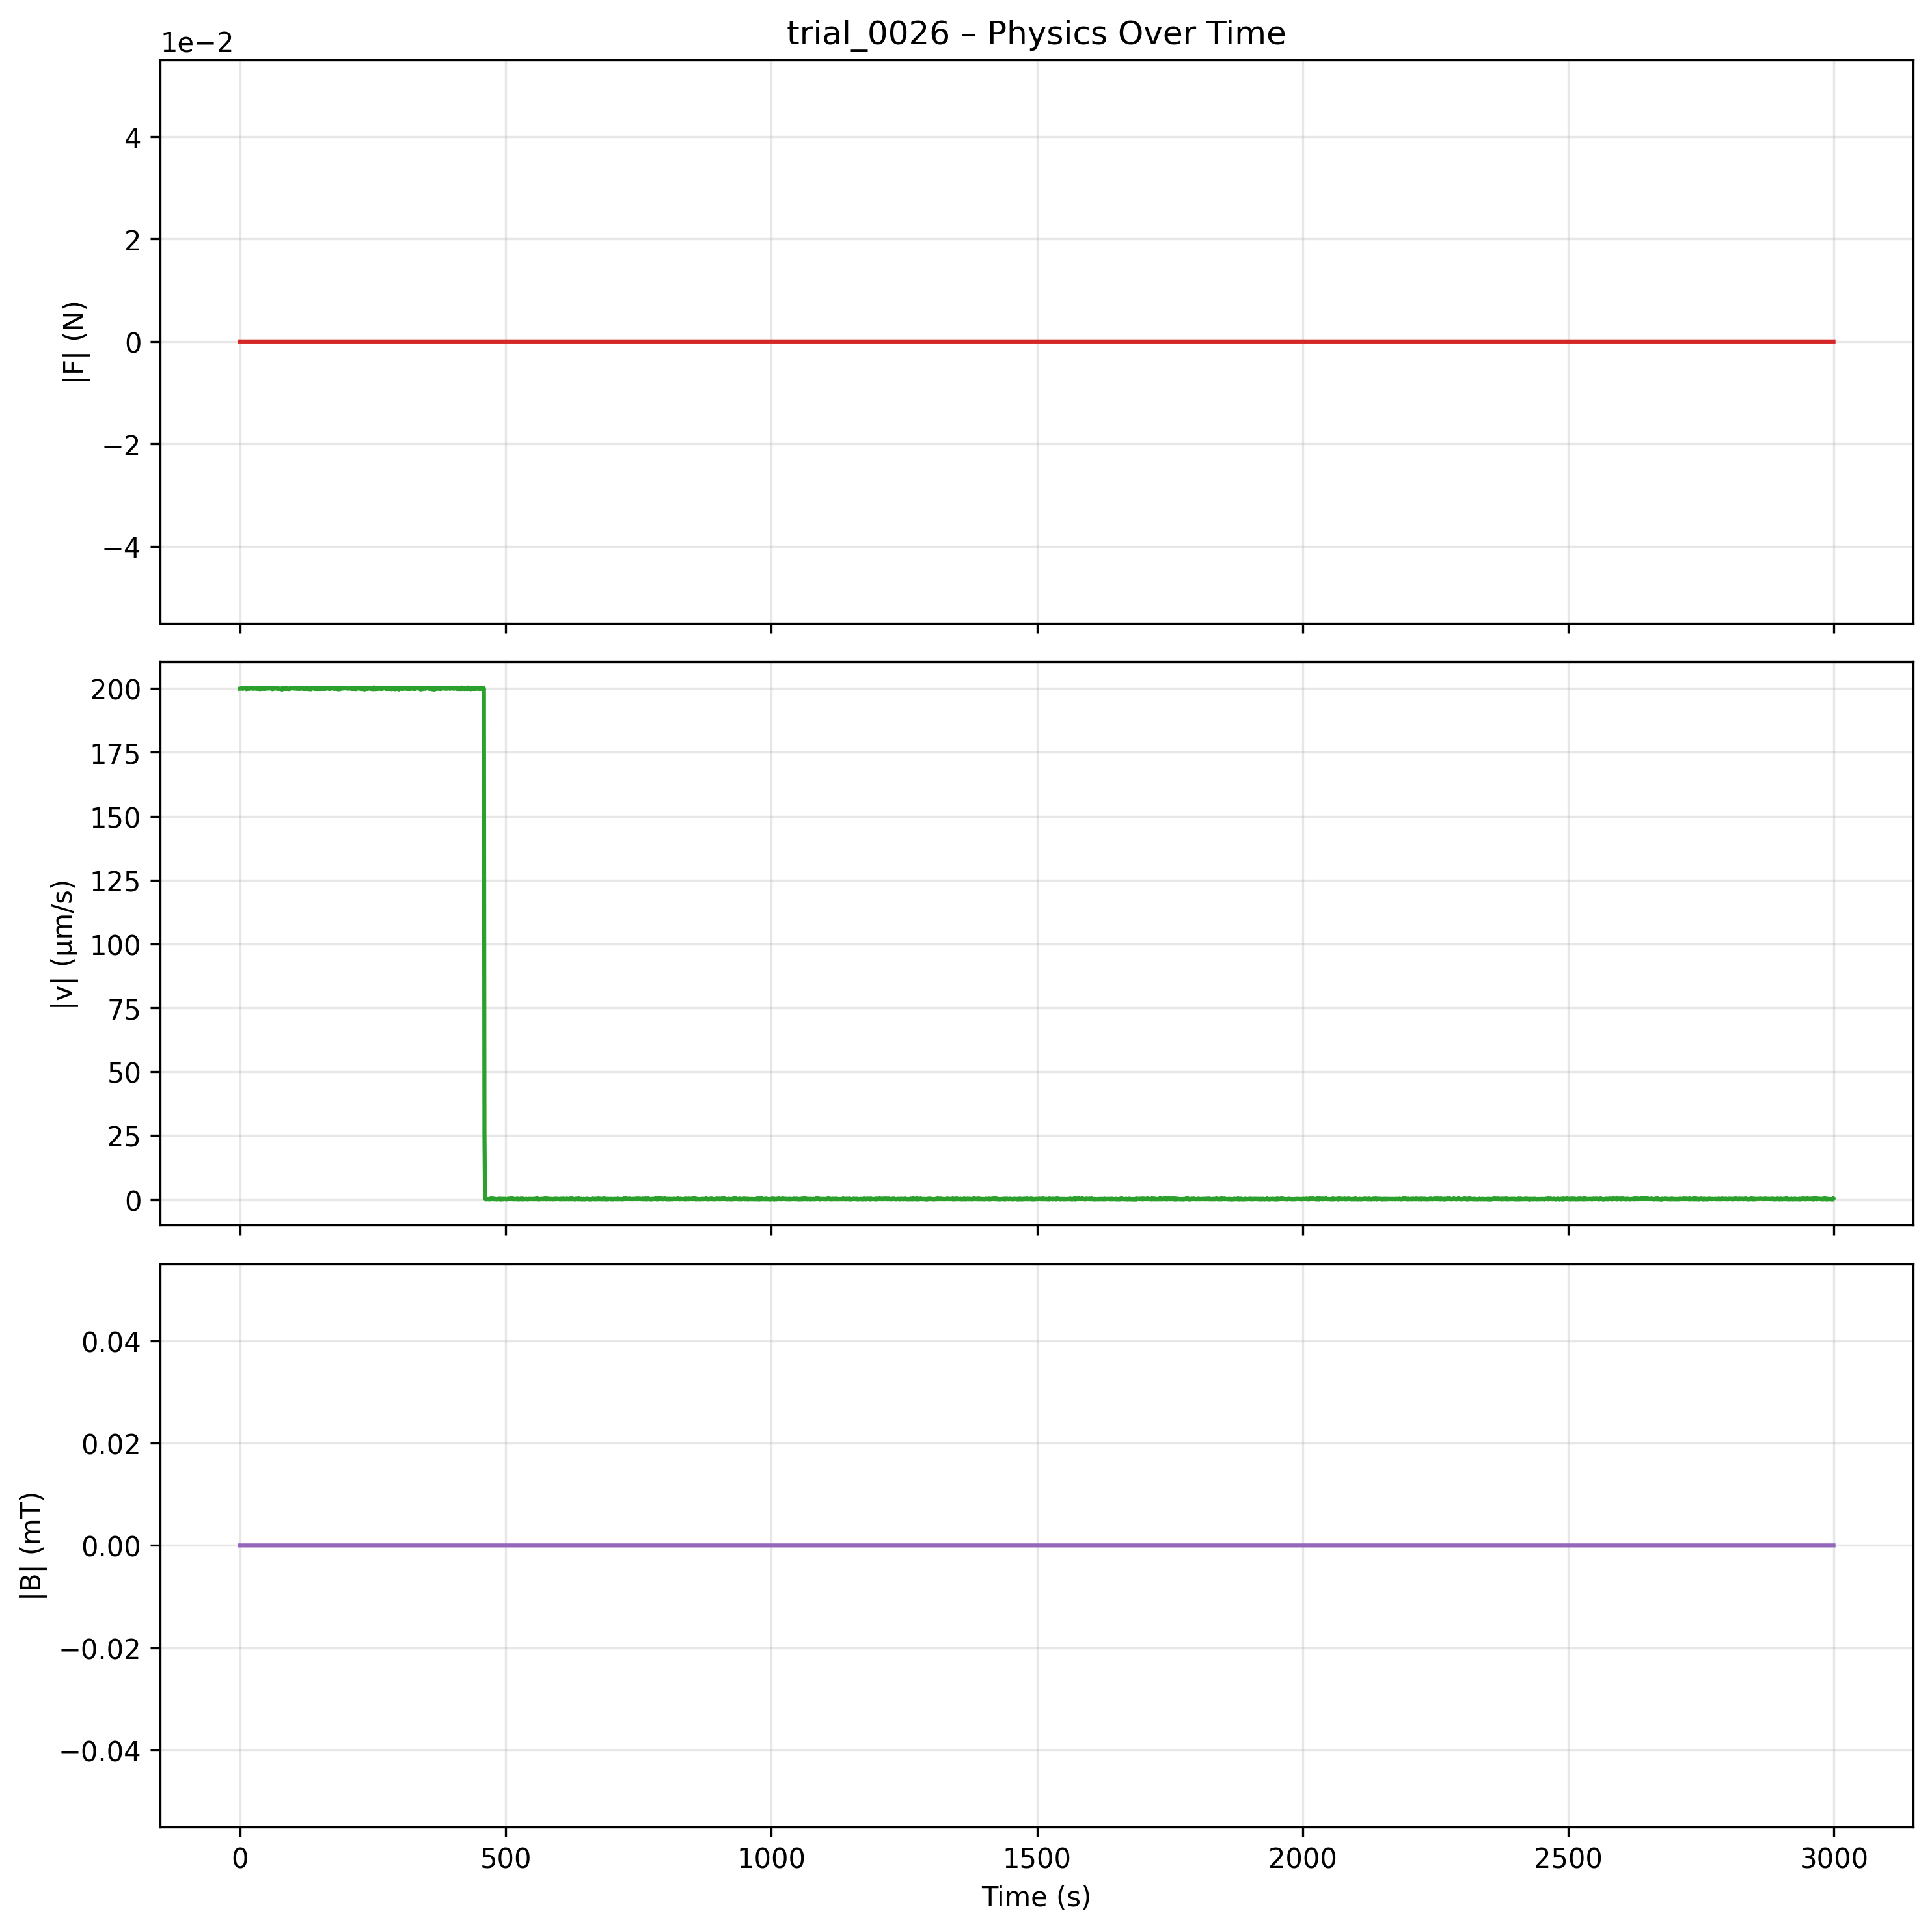 trial_0026 – Physics Over Time
1e−2
4
2
0
−2
−4
|F| (N)
200
175
150
125
100
75
50
25
0
|v| (µm/s)
0.04
0.02
0.00
−0.02
−0.04
|B| (mT)
0 500 1000 1500 2000 2500 3000
Time (s)